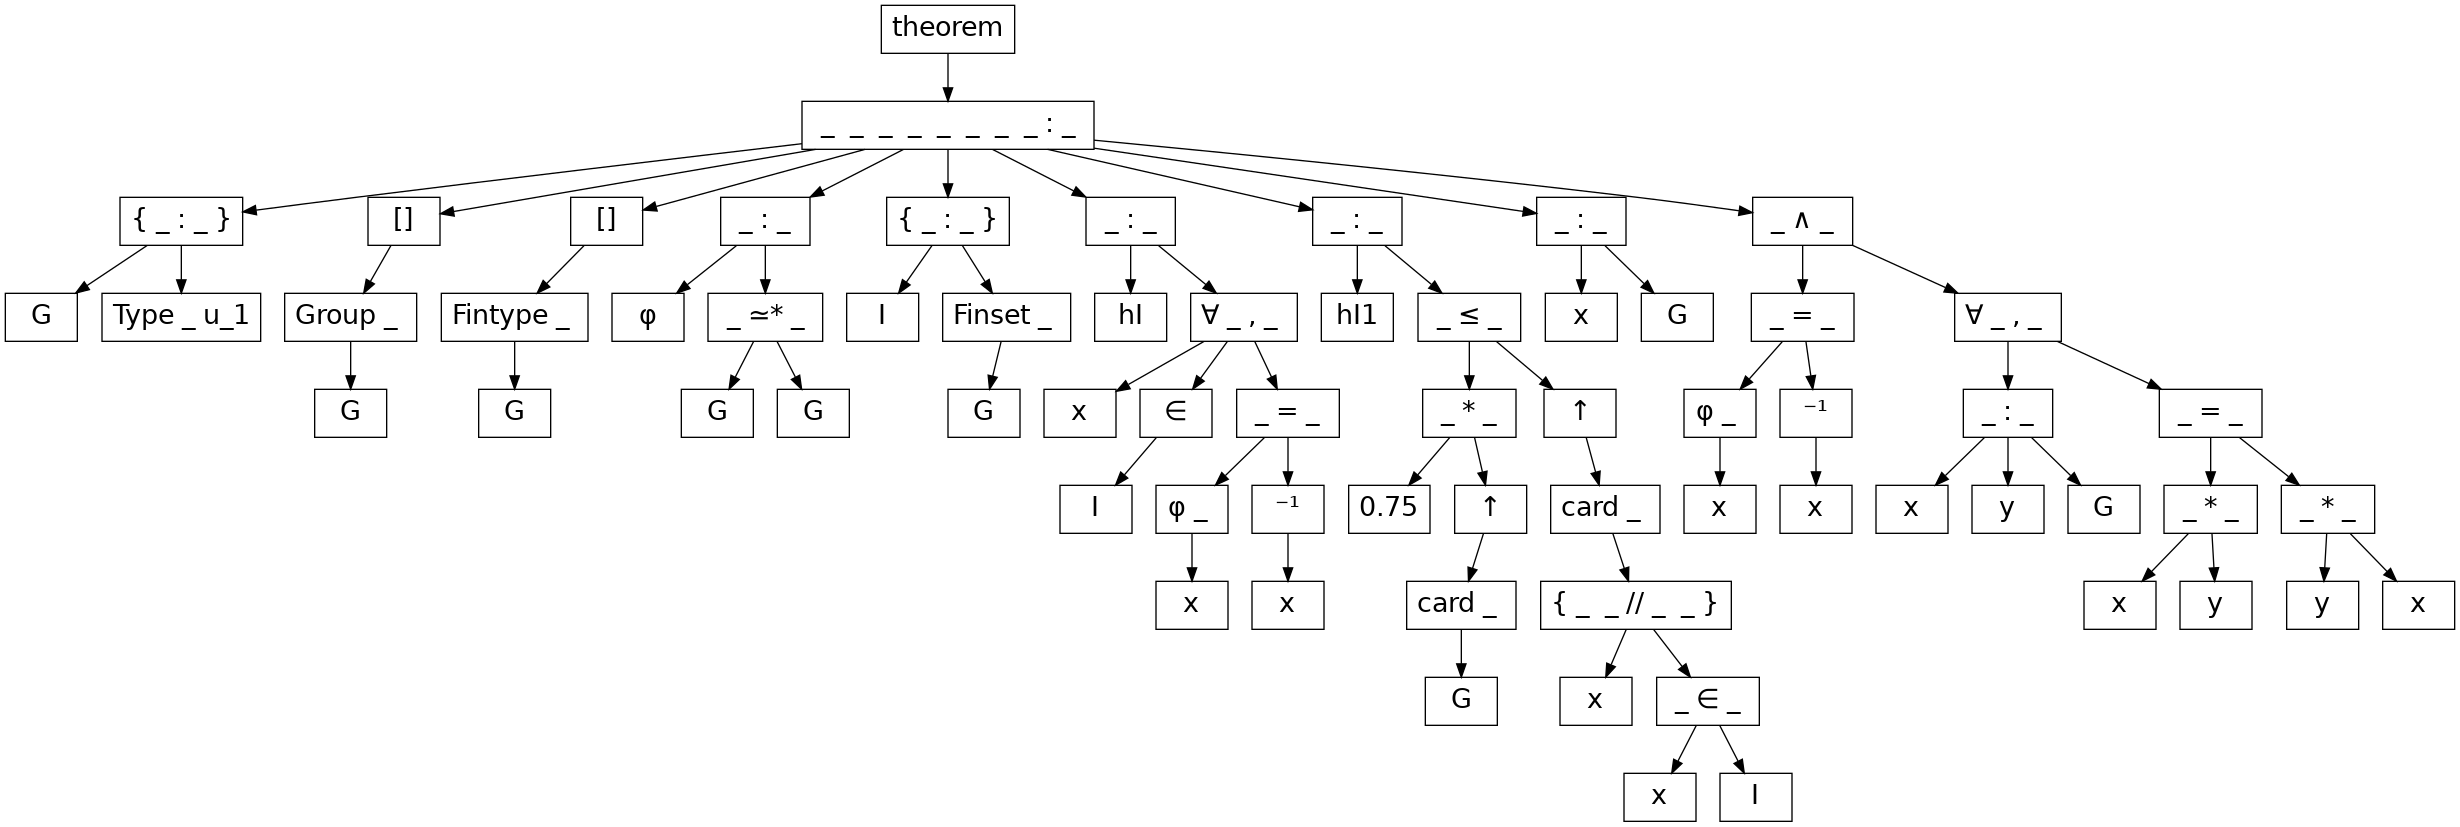 theorem
_ _ _ _ _ _ _ _ : _
{ _ : _ } [] [] _ : _ { _ : _ } _ : _ _ : _ _ : _ _ ∧ _
G Type _ u_1 Group _ Fintype _ φ _ ≃* _ I Finset _ hI ∀ _ , _ hI1 _ ≤ _ x G _ = _ ∀ _ , _
G G G G G x ∈ _ = _ _ * _ ↑ φ _ ⁻¹ _ : _ _ = _
I φ _ ⁻¹ 0.75 ↑ card _ x x x y G _ * _ _ * _
x x card _ { _ _ // _ _ } x y y x
G x _ ∈ _
x I